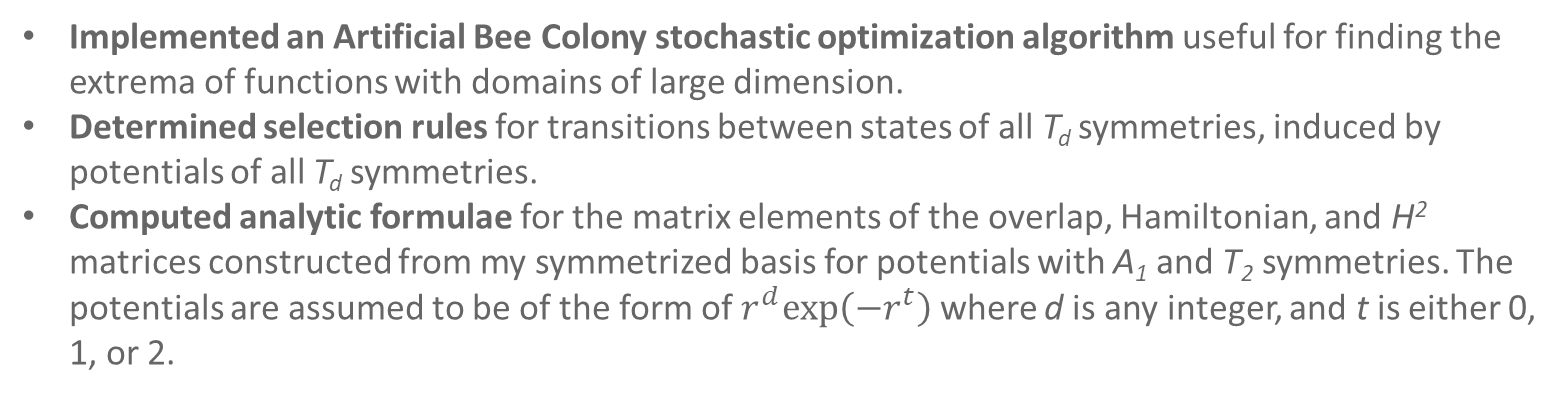 • Implemented an Artificial Bee Colony stochastic optimization algorithm useful for finding the
extrema of functions with domains of large dimension.
• Determined selection rules for transitions between states of all T_d symmetries, induced by
potentials of all T_d symmetries.
• Computed analytic formulae for the matrix elements of the overlap, Hamiltonian, and H²
matrices constructed from my symmetrized basis for potentials with A₁ and T₂ symmetries. The
potentials are assumed to be of the form of r^d exp(−r^t) where d is any integer, and t is either 0,
1, or 2.